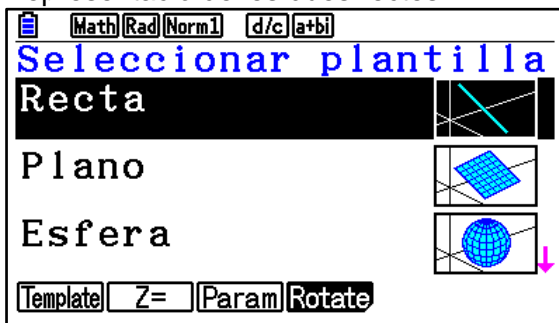 Math Rad Norm1 d/c a+bi
Seleccionar plantilla
Recta
Plano
Esfera
Template Z= Param Rotate